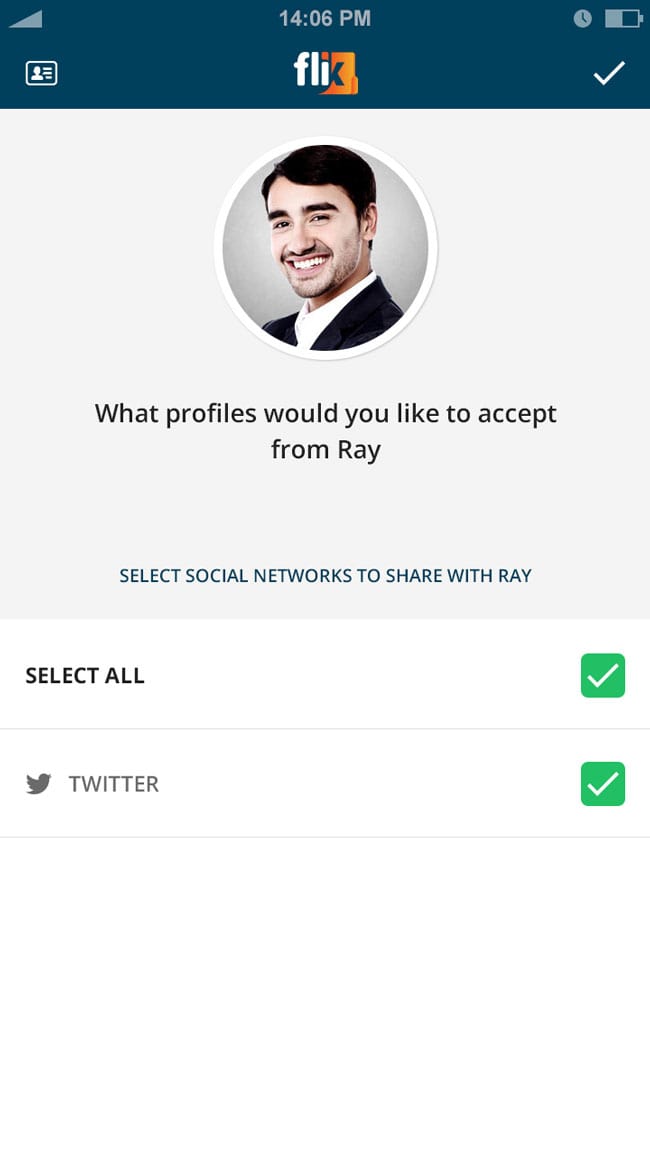 14:06 PM
flik
What profiles would you like to accept
from Ray
SELECT SOCIAL NETWORKS TO SHARE WITH RAY
SELECT ALL
TWITTER